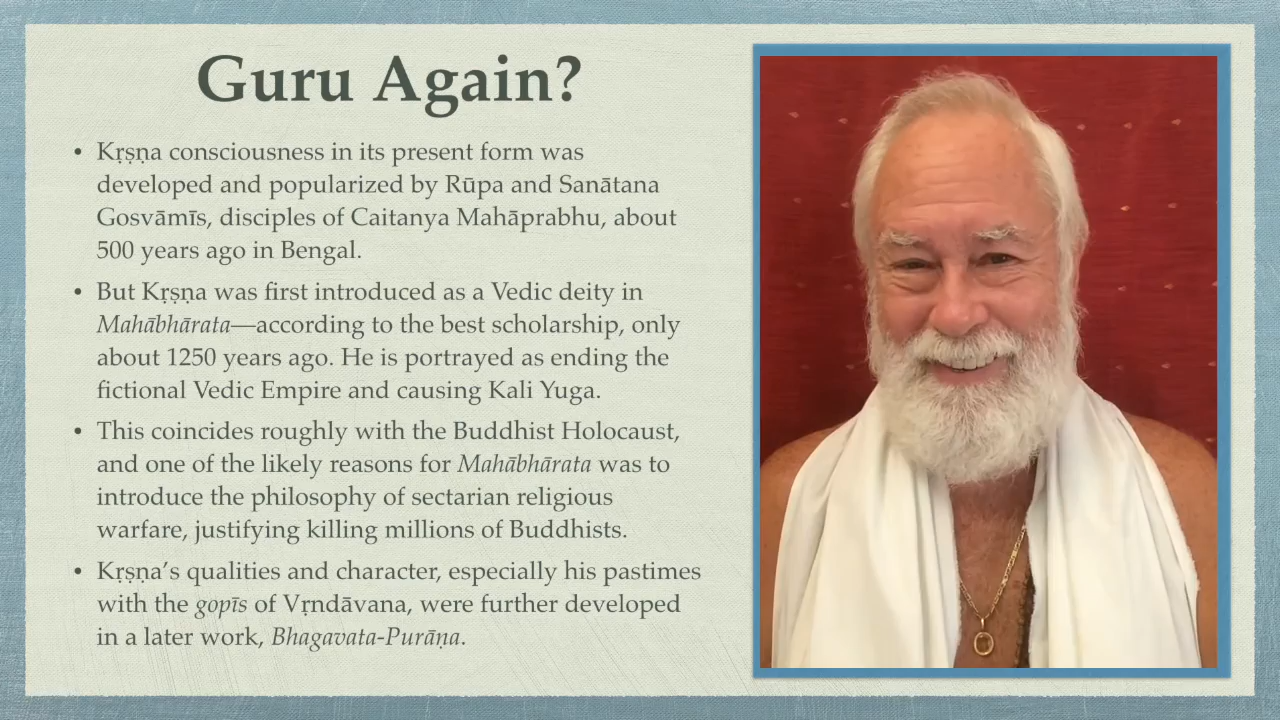 Guru Again?
• Kṛṣṇa consciousness in its present form was
developed and popularized by Rūpa and Sanātana
Gosvāmīs, disciples of Caitanya Mahāprabhu, about
500 years ago in Bengal.
• But Kṛṣṇa was first introduced as a Vedic deity in
Mahābhārata—according to the best scholarship, only
about 1250 years ago. He is portrayed as ending the
fictional Vedic Empire and causing Kali Yuga.
• This coincides roughly with the Buddhist Holocaust,
and one of the likely reasons for Mahābhārata was to
introduce the philosophy of sectarian religious
warfare, justifying killing millions of Buddhists.
• Kṛṣṇa’s qualities and character, especially his pastimes
with the gopīs of Vṛndāvana, were further developed
in a later work, Bhagavata-Purāṇa.